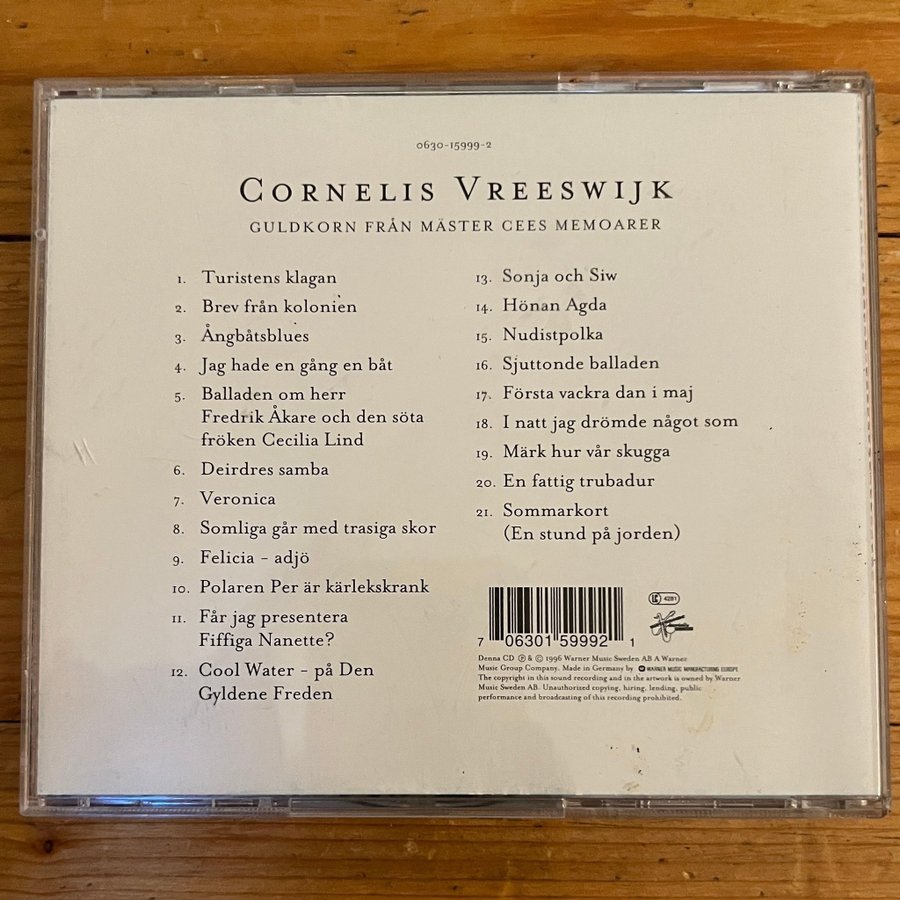 0630-15999-2
CORNELIS VREESWIJK
GULDKORN FRÅN MÄSTER CEES MEMOARER
1. Turistens klagan
2. Brev från kolonien
3. Ångbåtsblues
4. Jag hade en gång en båt
5. Balladen om herr
Fredrik Åkare och den söta
fröken Cecilia Lind
6. Deirdres samba
7. Veronica
8. Somliga går med trasiga skor
9. Felicia – adjö
10. Polaren Per är kärlekskrank
11. Får jag presentera
Fiffiga Nanette?
12. Cool Water – på Den
Gyldene Freden
13. Sonja och Siw
14. Hönan Agda
15. Nudistpolka
16. Sjuttonde balladen
17. Första vackra dan i maj
18. I natt jag drömde något som
19. Märk hur vår skugga
20. En fattig trubadur
21. Sommarkort
(En stund på jorden)
LC 4281
7 06301 59992 1
Denna CD ℗ & © 1996 Warner Music Sweden AB A Warner
Music Group Company. Made in Germany by WARNER MUSIC MANUFACTURING EUROPE
The copyright in this sound recording and in the artwork is owned by Warner
Music Sweden AB. Unauthorized copying, hiring, lending, public
performance and broadcasting of this recording prohibited.